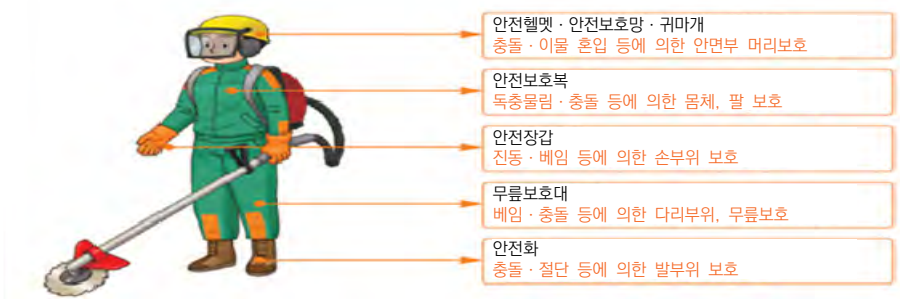 안전헬멧 · 안전보호망 · 귀마개
충돌 · 이물 혼입 등에 의한 안면부 머리보호
안전보호복
독충물림 · 충돌 등에 의한 몸체, 팔 보호
안전장갑
진동 · 베임 등에 의한 손부위 보호
무릎보호대
베임 · 충돌 등에 의한 다리부위, 무릎보호
안전화
충돌 · 절단 등에 의한 발부위 보호